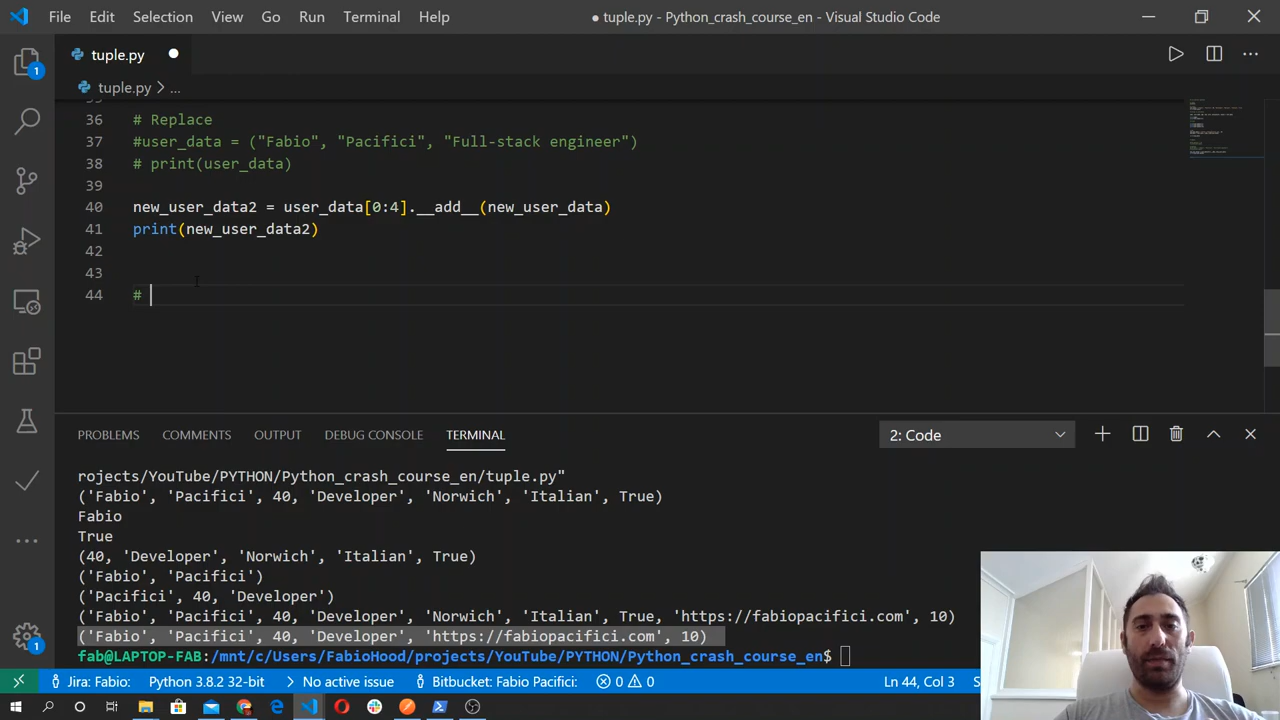 File Edit Selection View Go Run Terminal Help ● tuple.py - Python_crash_course_en - Visual Studio Code
tuple.py
tuple.py > ...
36 # Replace
37 #user_data = ("Fabio", "Pacifici", "Full-stack engineer")
38 # print(user_data)
39
40 new_user_data2 = user_data[0:4].__add__(new_user_data)
41 print(new_user_data2)
42
43
44 #
PROBLEMS COMMENTS OUTPUT DEBUG CONSOLE TERMINAL 2: Code
rojects/YouTube/PYTHON/Python_crash_course_en/tuple.py"
('Fabio', 'Pacifici', 40, 'Developer', 'Norwich', 'Italian', True)
Fabio
True
(40, 'Developer', 'Norwich', 'Italian', True)
('Fabio', 'Pacifici')
('Pacifici', 40, 'Developer')
('Fabio', 'Pacifici', 40, 'Developer', 'Norwich', 'Italian', True, 'https://fabiopacifici.com', 10)
('Fabio', 'Pacifici', 40, 'Developer', 'https://fabiopacifici.com', 10)
fab@LAPTOP-FAB:/mnt/c/Users/FabioHood/projects/YouTube/PYTHON/Python_crash_course_en$
Jira: Fabio: Python 3.8.2 32-bit No active issue Bitbucket: Fabio Pacifici: 0 0 Ln 44, Col 3 S